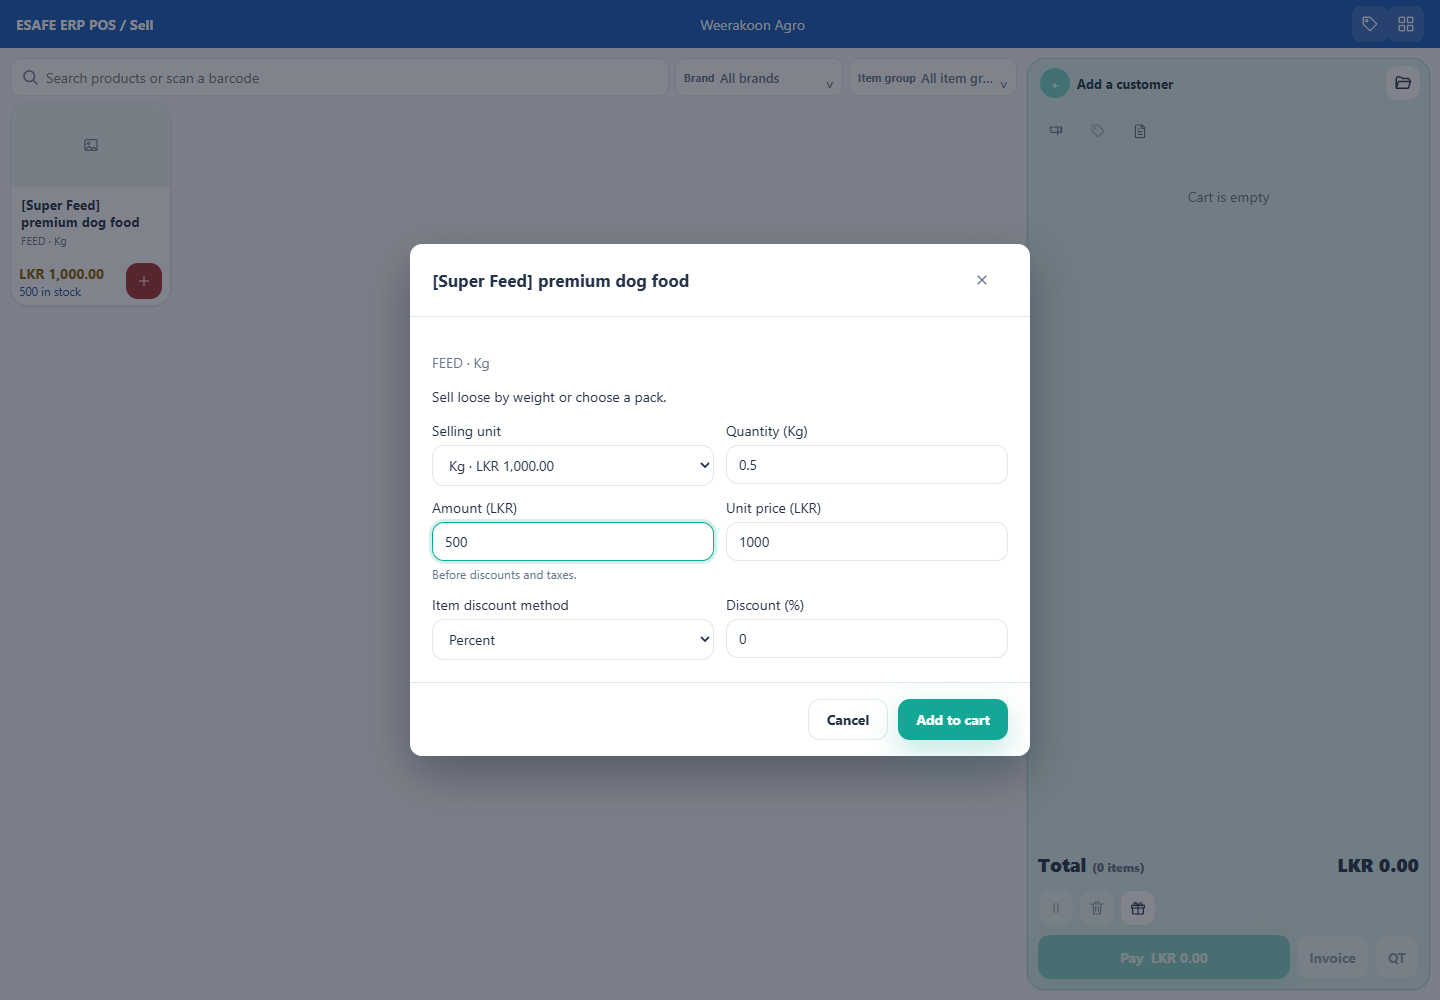 ESAFE ERP POS / Sell
Weerakoon Agro
Search products or scan a barcode
Brand All brands
Item group All item gr...
Add a customer
Cart is empty
[Super Feed]
premium dog food
FEED · Kg
LKR 1,000.00
500 in stock
[Super Feed] premium dog food
FEED · Kg
Sell loose by weight or choose a pack.
Selling unit
Quantity (Kg)
Kg · LKR 1,000.00
0.5
Amount (LKR)
Unit price (LKR)
500
1000
Before discounts and taxes.
Item discount method
Discount (%)
Percent
0
Cancel
Add to cart
Total (0 items)
LKR 0.00
Pay LKR 0.00
Invoice
QT